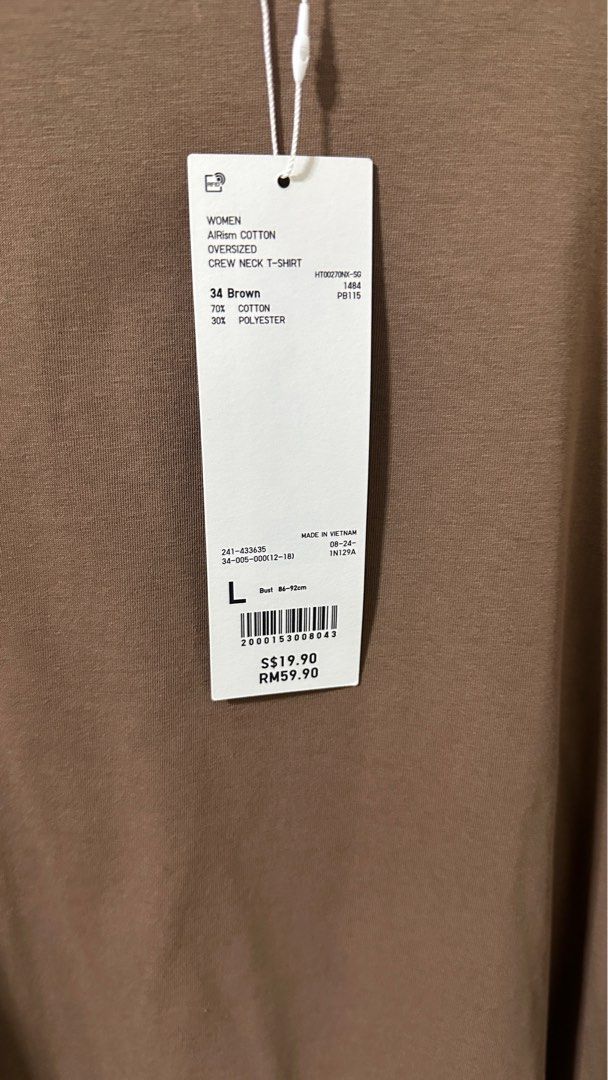 RFID
WOMEN
AIRism COTTON
OVERSIZED
CREW NECK T-SHIRT
HT00270NX-SG
1484
34 Brown PB115
70% COTTON
30% POLYESTER
MADE IN VIETNAM
241-433635 08-24-
34-005-000(12-18) 1N129A
L Bust 86-92cm
2000153008043
S$19.90
RM59.90